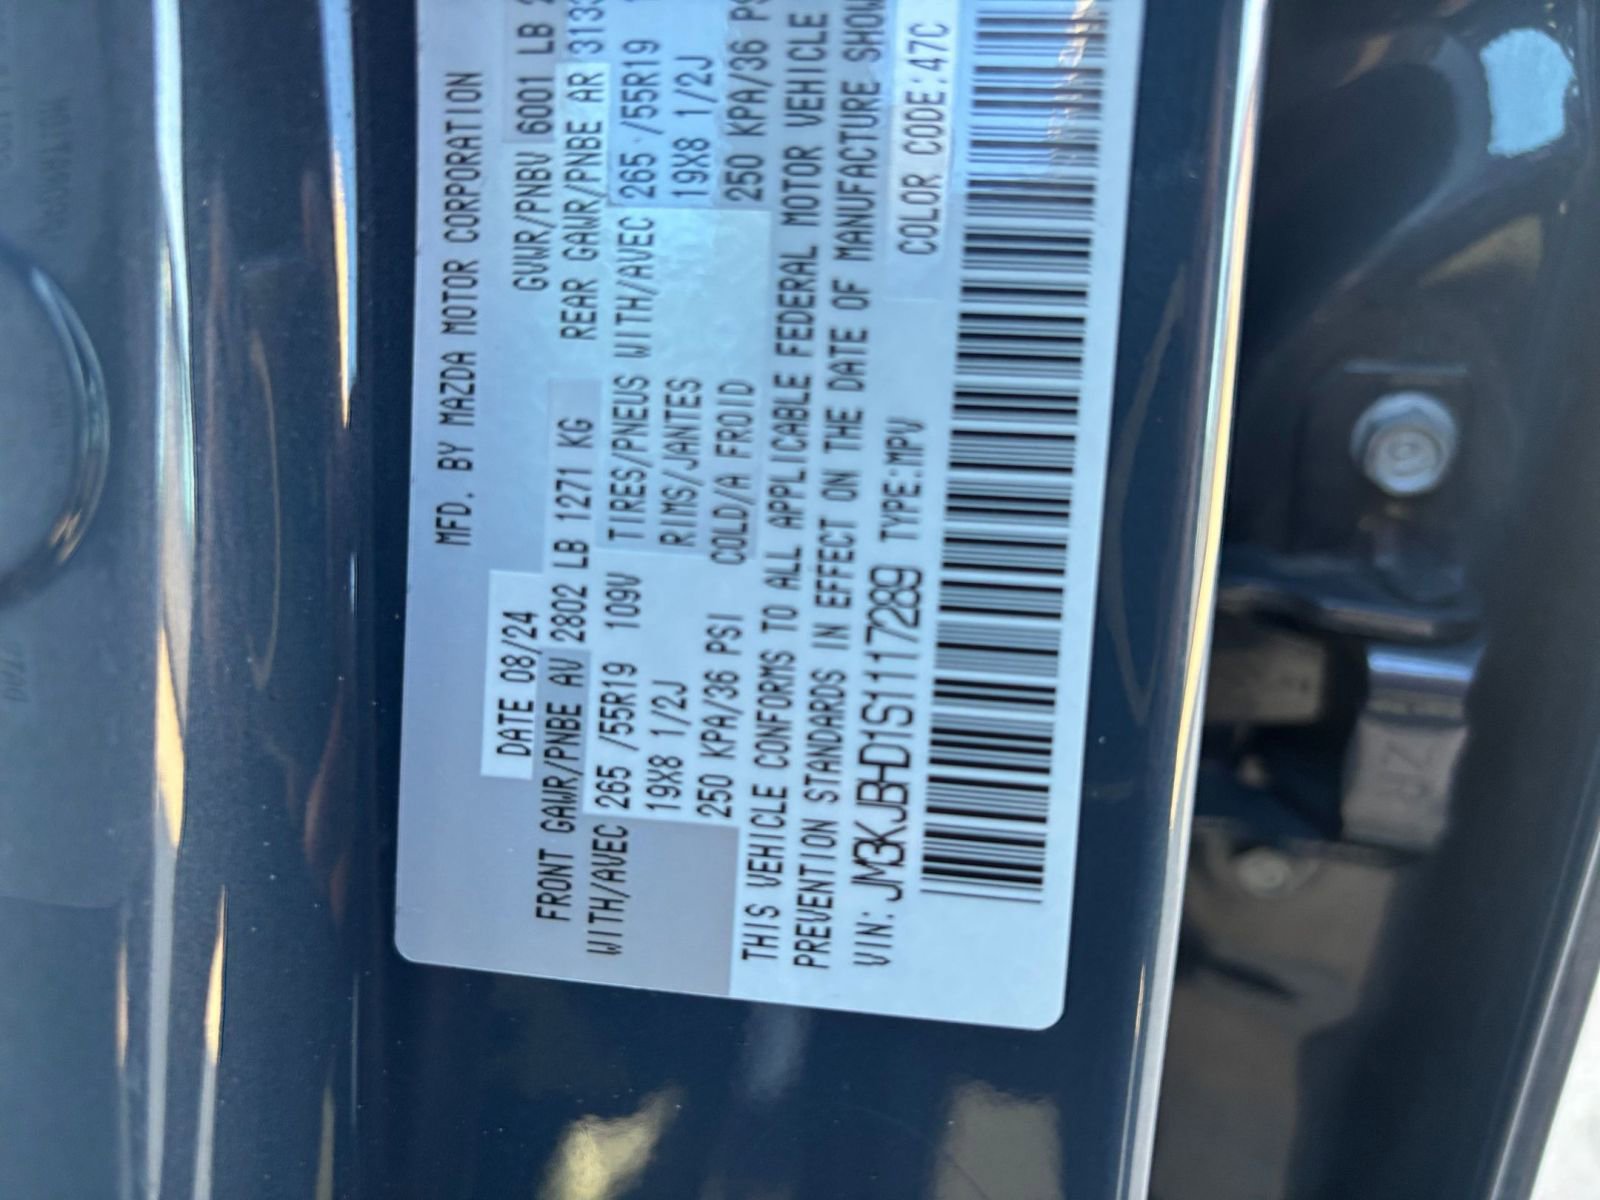 MFD. BY MAZDA MOTOR CORPORATION
DATE 08/24 GVWR/PNBV 6001 LB
FRONT GAWR/PNBE AV 2802 LB 1271 KG REAR GAWR/PNBE AR
WITH/AVEC 265 /55R19 109V TIRES/PNEUS WITH/AVEC 265 /55R19
19X8 1/2J RIMS/JANTES 19X8 1/2J
250 KPA/36 PSI COLD/A FROID 250 KPA/36
THIS VEHICLE CONFORMS TO ALL APPLICABLE FEDERAL MOTOR VEHICLE
PREVENTION STANDARDS IN EFFECT ON THE DATE OF MANUFACTURE
VIN: JM3KJBHD1S1117289 TYPE:MPV COLOR CODE:47C